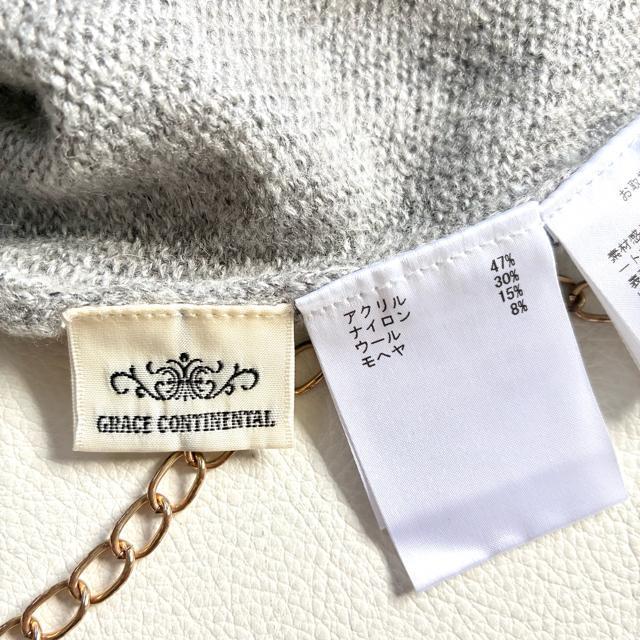 GRACE CONTINENTAL
アクリル 47%
ナイロン 30%
ウール 15%
モヘヤ 8%